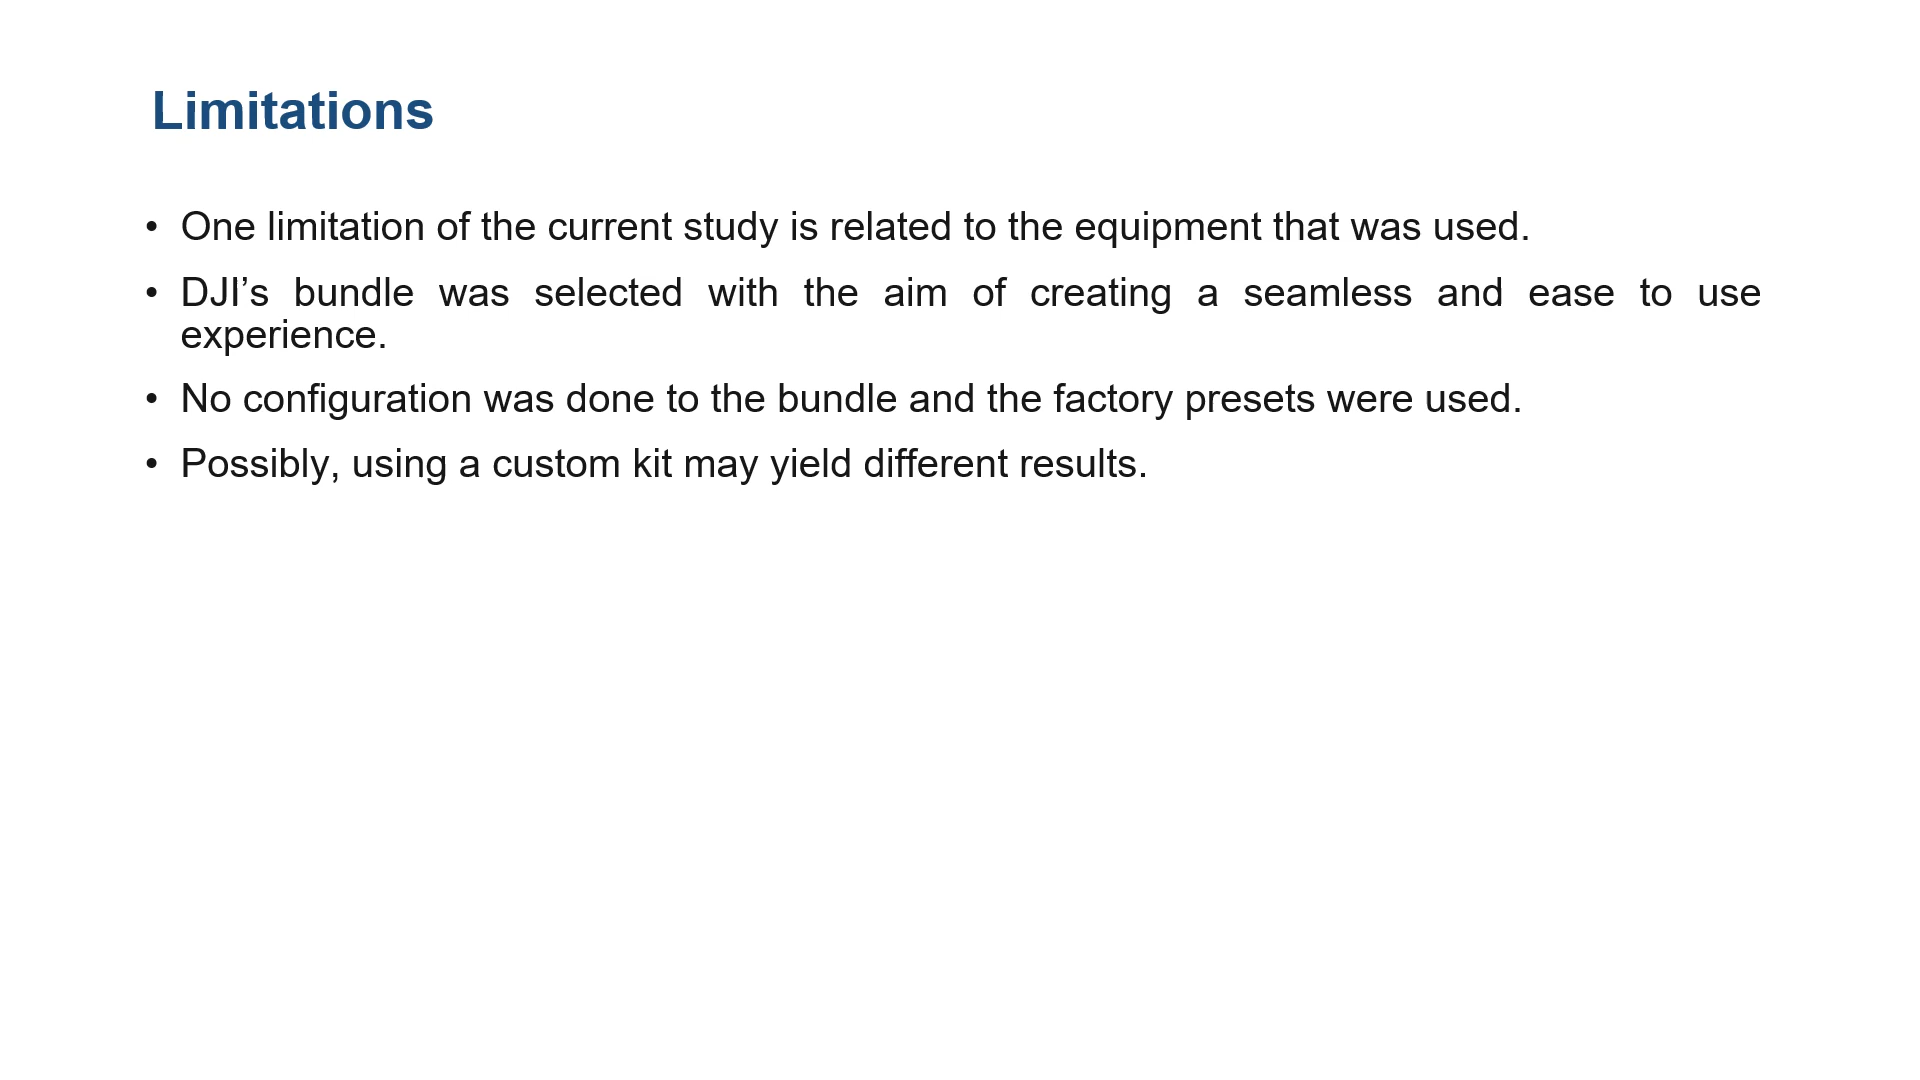 Limitations
• One limitation of the current study is related to the equipment that was used.
• DJI’s bundle was selected with the aim of creating a seamless and ease to use
experience.
• No configuration was done to the bundle and the factory presets were used.
• Possibly, using a custom kit may yield different results.